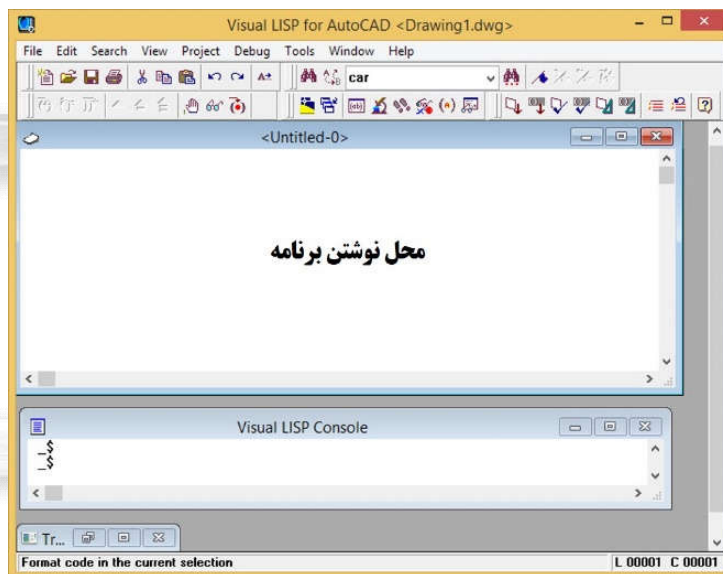 Visual LISP for AutoCAD <Drawing1.dwg>
File Edit Search View Project Debug Tools Window Help
car
<Untitled-0>
محل نوشتن برنامه
Visual LISP Console
_$
_$
Tr...
Format code in the current selection L 00001 C 00001